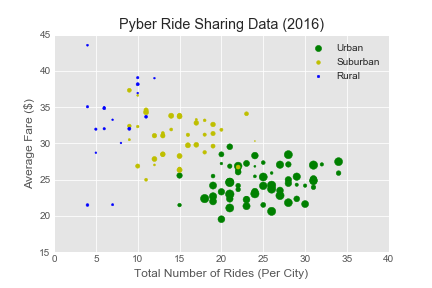 Pyber Ride Sharing Data (2016)
45
40
35
30
25
20
15
Average Fare ($)
Urban
Suburban
Rural
0
5
10
15
20
25
30
35
40
Total Number of Rides (Per City)